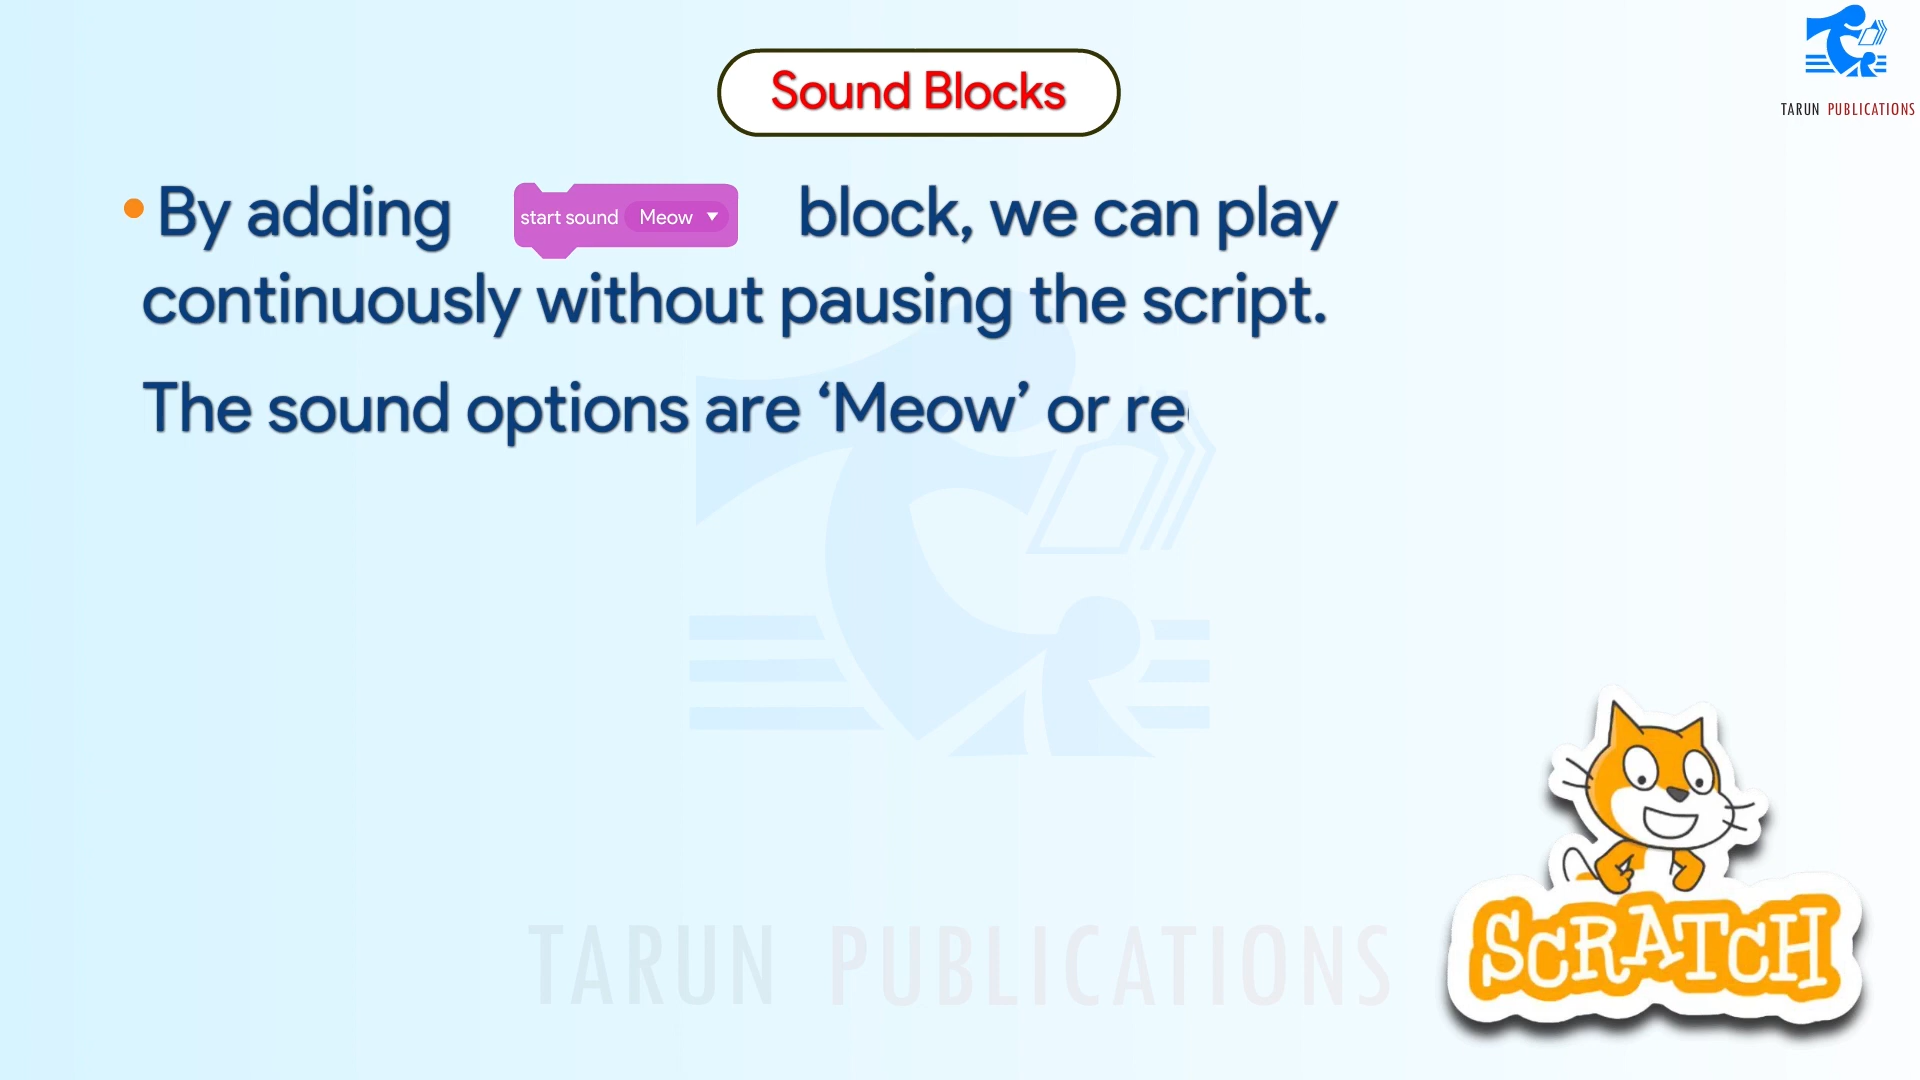 TARUN PUBLICATIONS
Sound Blocks
• By adding start sound Meow ▼ block, we can play
continuously without pausing the script.
The sound options are ‘Meow’ or re
SCRATCH
TARUN PUBLICATIONS